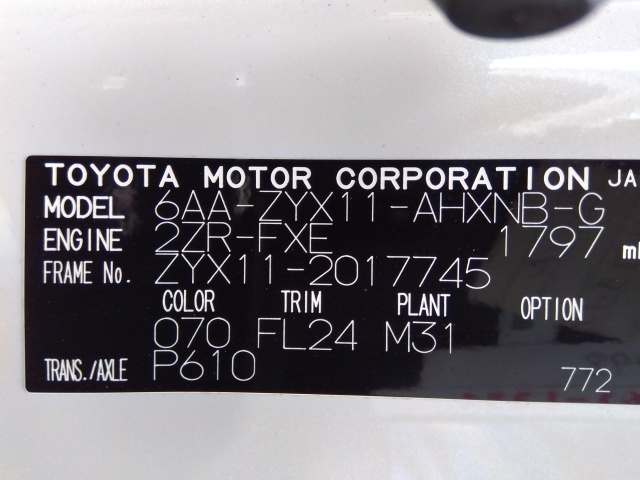 TOYOTA MOTOR CORPORATION JA
MODEL 6AA-ZYX11-AHXNB-G
ENGINE 2ZR-FXE 1797 m
FRAME No. ZYX11-2017745
COLOR TRIM PLANT OPTION
070 FL24 M31
TRANS./AXLE P610
772